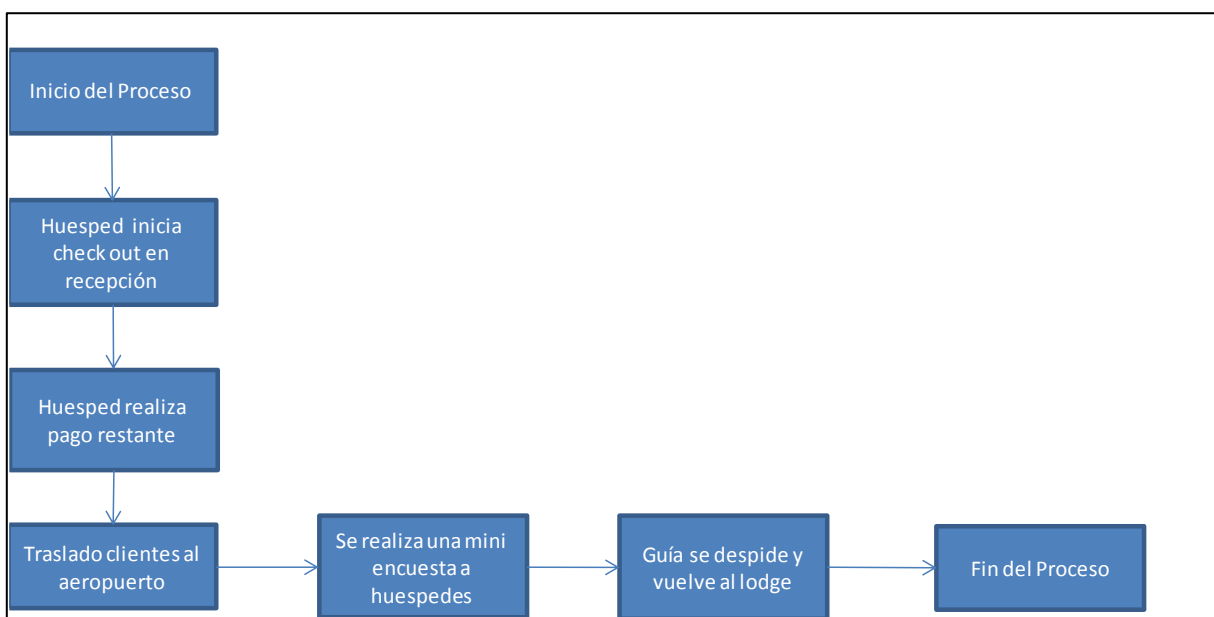 Inicio del Proceso
Huesped inicia
check out en
recepción
Huesped realiza
pago restante
Traslado clientes al
aeropuerto
Se realiza una mini
encuesta a
huespedes
Guía se despide y
vuelve al lodge
Fin del Proceso